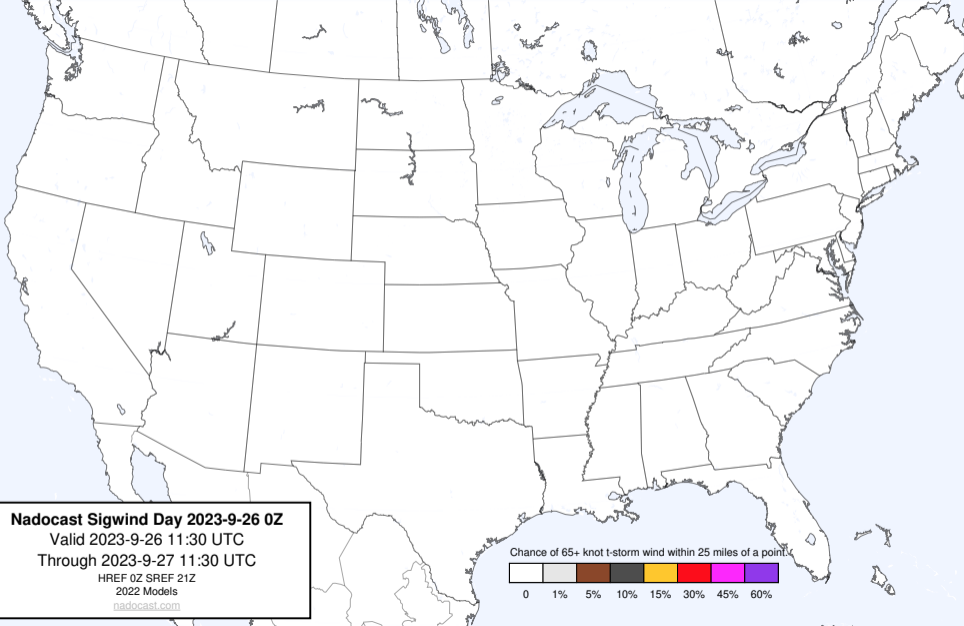 Nadocast Sigwind Day 2023-9-26 0Z
Valid 2023-9-26 11:30 UTC
Through 2023-9-27 11:30 UTC
HREF 0Z SREF 21Z
2022 Models
nadocast.com
Chance of 65+ knot t-storm wind within 25 miles of a point.
0 1% 5% 10% 15% 30% 45% 60%